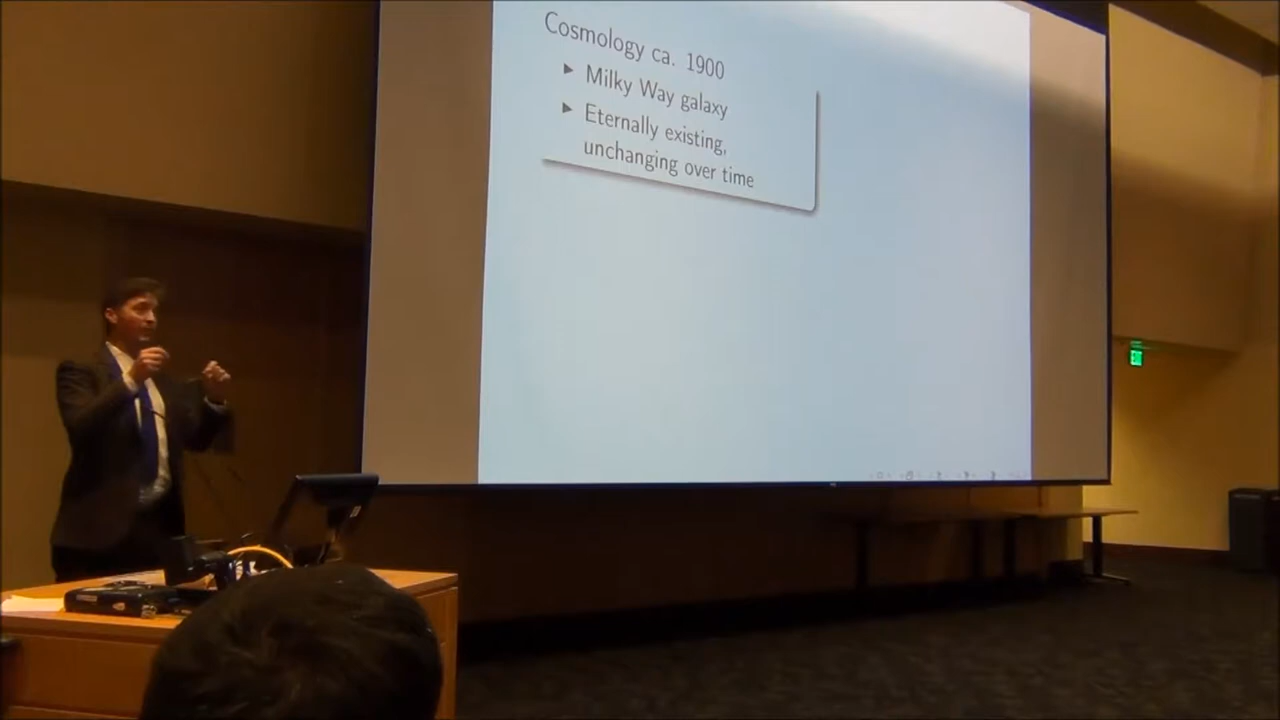 Cosmology ca. 1900
Milky Way galaxy
Eternally existing,
unchanging over time